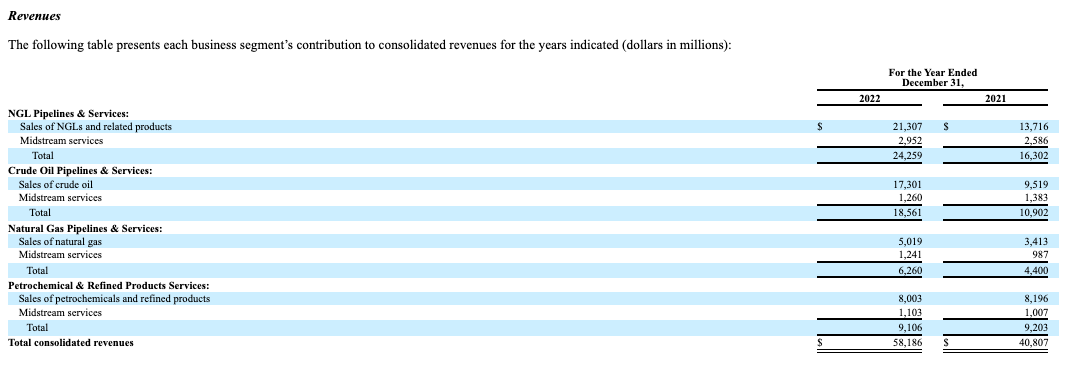 Revenues
The following table presents each business segment's contribution to consolidated revenues for the years indicated (dollars in millions):
For the Year Ended
December 31,
2022 2021
NGL Pipelines & Services:
Sales of NGLs and related products $ 21,307 $ 13,716
Midstream services 2,952 2,586
Total 24,259 16,302
Crude Oil Pipelines & Services:
Sales of crude oil 17,301 9,519
Midstream services 1,260 1,383
Total 18,561 10,902
Natural Gas Pipelines & Services:
Sales of natural gas 5,019 3,413
Midstream services 1,241 987
Total 6,260 4,400
Petrochemical & Refined Products Services:
Sales of petrochemicals and refined products 8,003 8,196
Midstream services 1,103 1,007
Total 9,106 9,203
Total consolidated revenues $ 58,186 $ 40,807